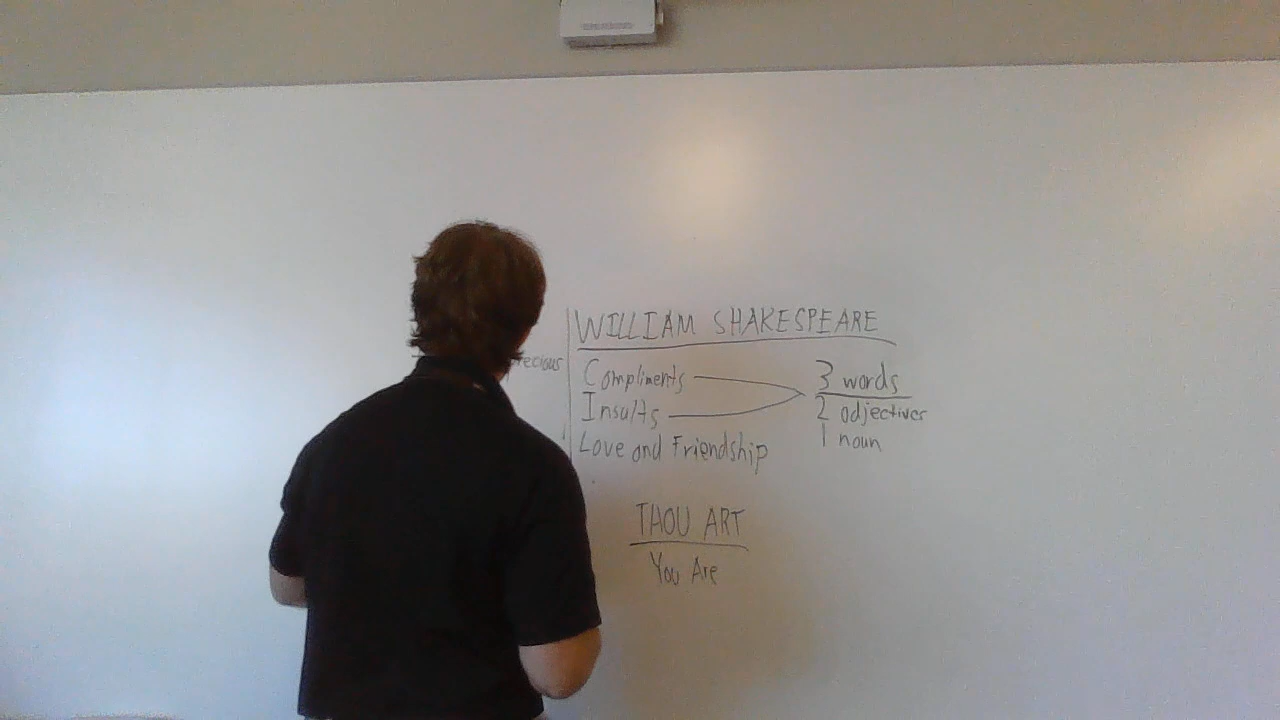 WILLIAM SHAKESPEARE
Compliments
Insults
Love and Friendship
3 words
2 adjectives
1 noun
THOU ART
You Are